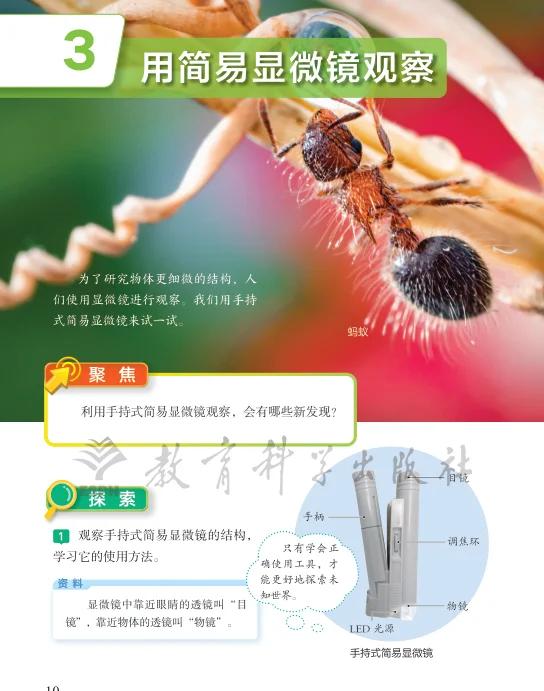 3
用简易显微镜观察
为了研究物体更细微的结构，人
们使用显微镜进行观察。我们用手持
式简易显微镜来试一试。
蚂蚁
聚焦
利用手持式简易显微镜观察，会有哪些新发现？
教育科学出版社
探索
1 观察手持式简易显微镜的结构，
学习它的使用方法。
资料
显微镜中靠近眼睛的透镜叫“目
镜”，靠近物体的透镜叫“物镜”。
只有学会正
确使用工具，才
能更好地探索未
知世界。
目镜
手柄
调焦环
物镜
LED 光源
手持式简易显微镜